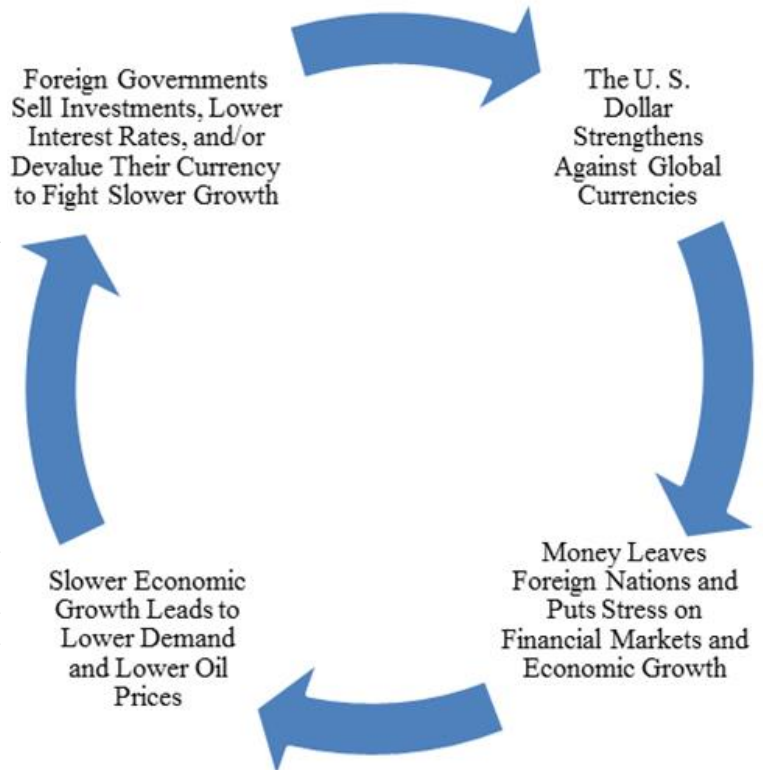 Foreign Governments
Sell Investments, Lower
Interest Rates, and/or
Devalue Their Currency
to Fight Slower Growth
The U. S.
Dollar
Strengthens
Against Global
Currencies
Money Leaves
Foreign Nations and
Puts Stress on
Financial Markets and
Economic Growth
Slower Economic
Growth Leads to
Lower Demand
and Lower Oil
Prices